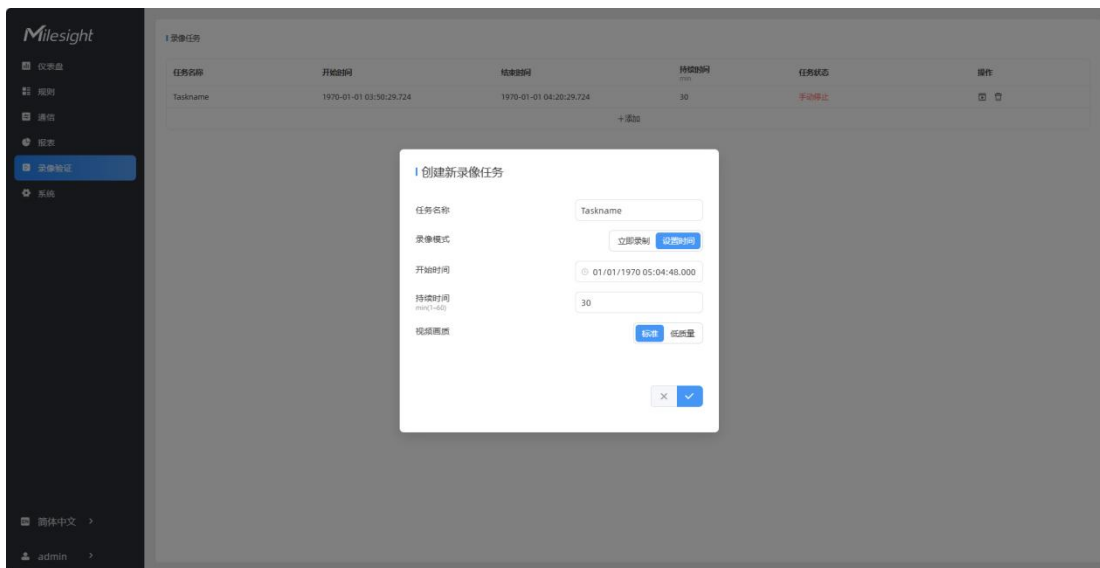 Milesight
仪表盘
规则
通信
报表
录像验证
系统
简体中文 >
admin >
录像任务
任务名称 开始时间 结束时间 持续时间 任务状态 操作
min
Taskname 1970-01-01 03:50:29.724 1970-01-01 04:20:29.724 30 手动停止
+添加
创建新录像任务
任务名称 Taskname
录像模式 立即录制 设置时间
开始时间 01/01/1970 05:04:48.000
持续时间 30
min(1~60)
视频画质 标准 低质量